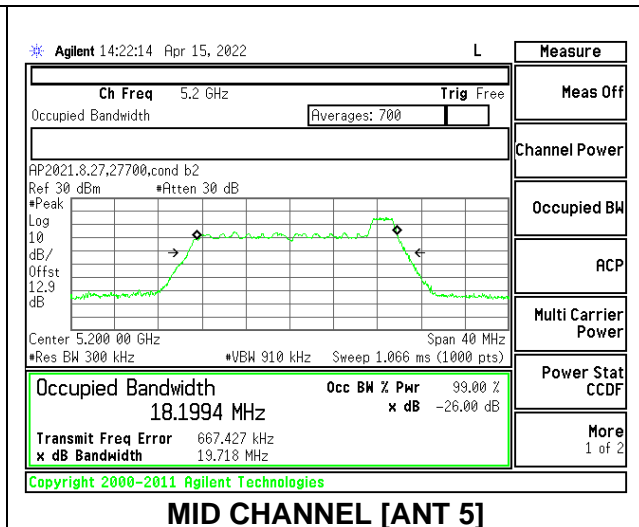 Agilent 14:22:14 Apr 15, 2022 L Measure
Ch Freq 5.2 GHz Trig Free
Meas Off
Occupied Bandwidth Averages: 700
Channel Power
AP2021.8.27,27700,cond b2
Ref 30 dBm #Atten 30 dB
#Peak
Log
10
dB/
Offst
12.9
dB
Occupied BW
ACP
Center 5.200 00 GHz Span 40 MHz
#Res BW 300 kHz #VBW 910 kHz Sweep 1.066 ms (1000 pts)
Multi Carrier
Power
Occupied Bandwidth Occ BW % Pwr 99.00 %
18.1994 MHz x dB -26.00 dB
Power Stat
CCDF
Transmit Freq Error 667.427 kHz
x dB Bandwidth 19.718 MHz
More
1 of 2
Copyright 2000-2011 Agilent Technologies
MID CHANNEL [ANT 5]